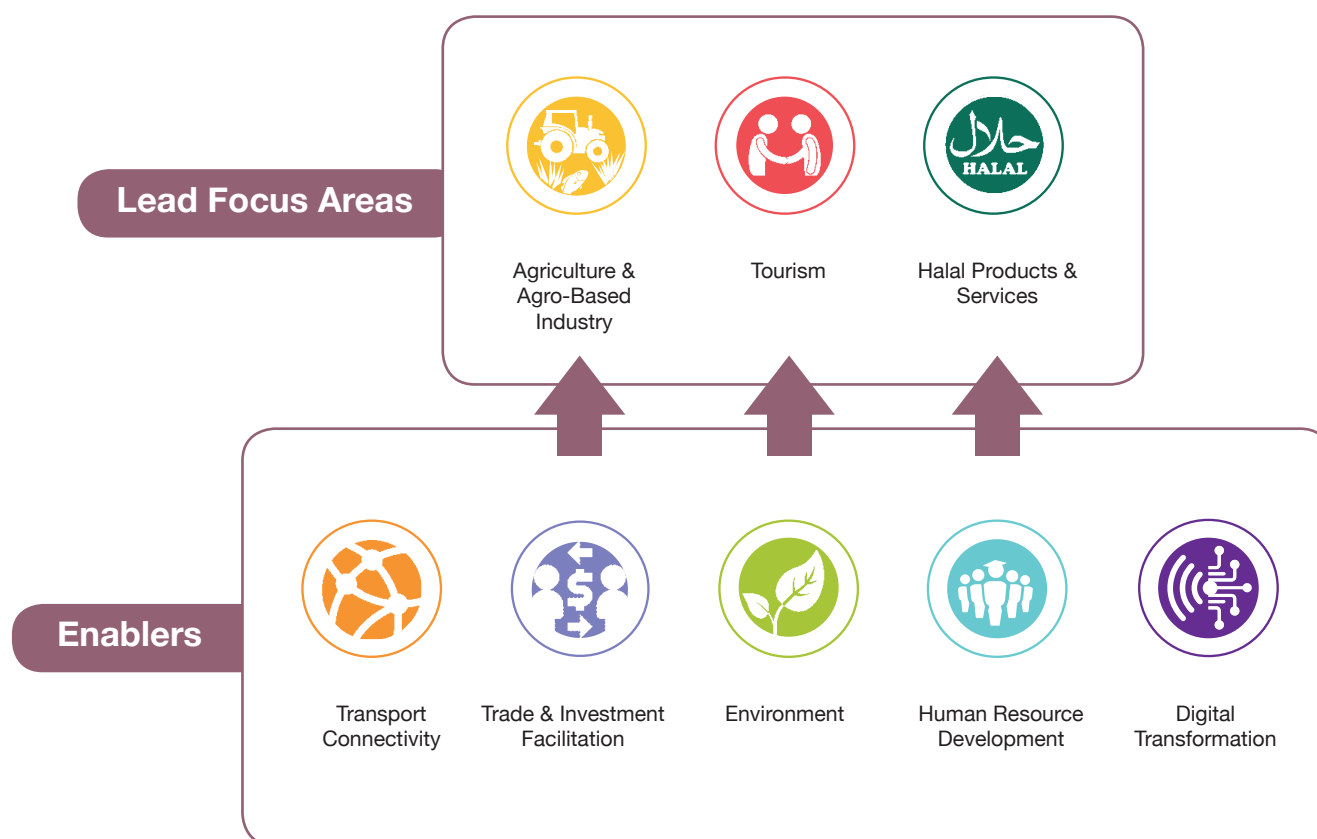 Lead Focus Areas
حلال
HALAL
Agriculture &
Agro-Based
Industry
Tourism
Halal Products &
Services
Enablers
$
Transport
Connectivity
Trade & Investment
Facilitation
Environment
Human Resource
Development
Digital
Transformation